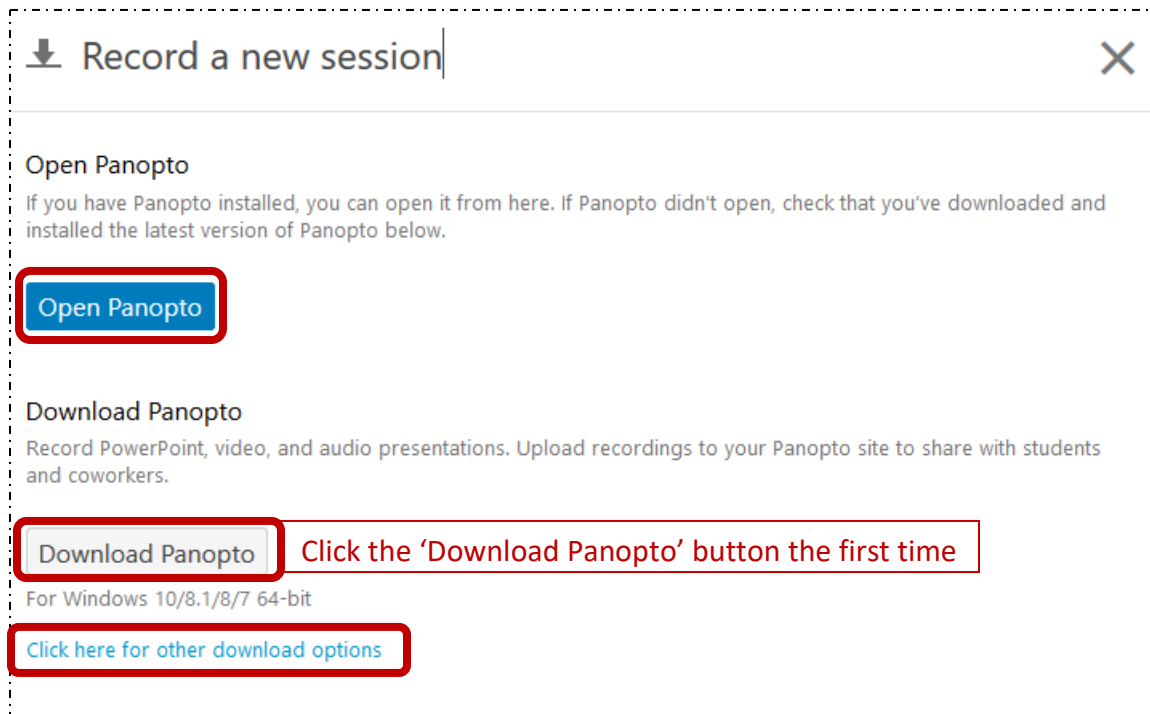 Record a new session
Open Panopto
If you have Panopto installed, you can open it from here. If Panopto didn't open, check that you've downloaded and
installed the latest version of Panopto below.
Open Panopto
Download Panopto
Record PowerPoint, video, and audio presentations. Upload recordings to your Panopto site to share with students
and coworkers.
Download Panopto
Click the ‘Download Panopto’ button the first time
For Windows 10/8.1/8/7 64-bit
Click here for other download options